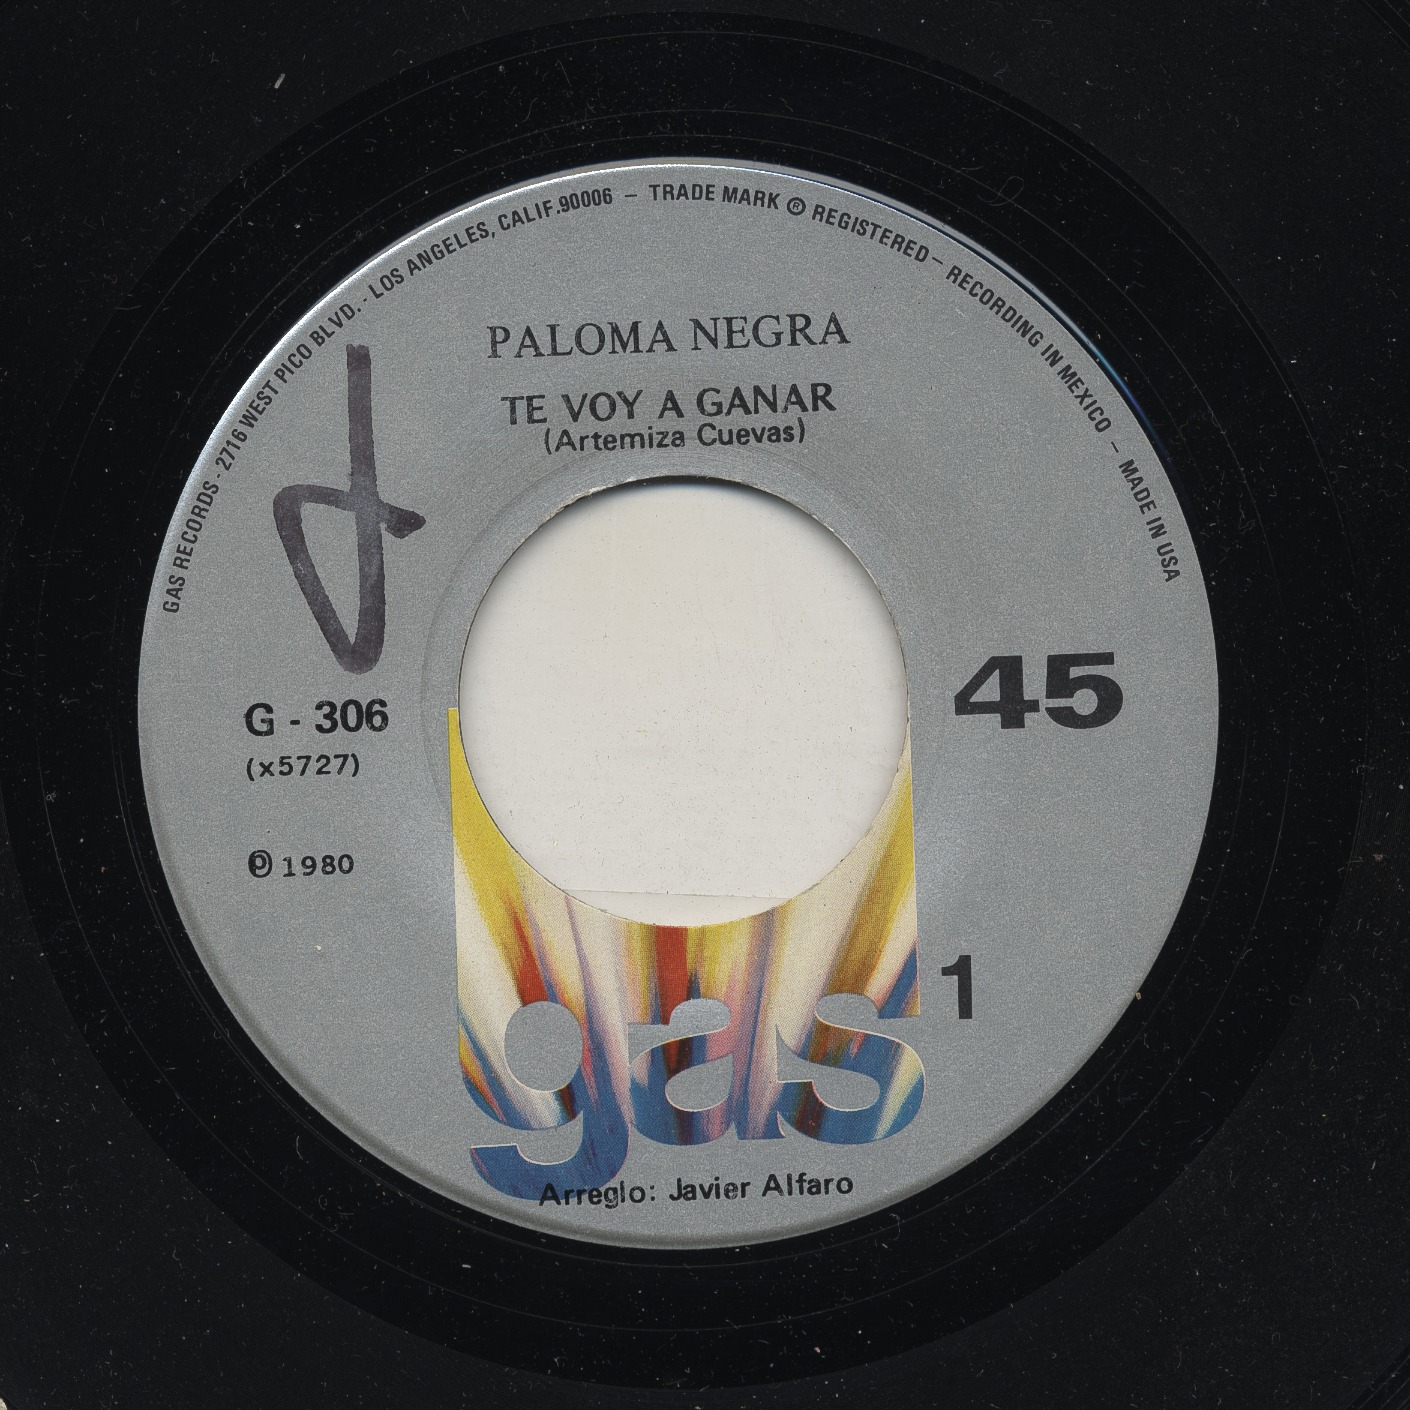 GAS RECORDS - 2716 WEST PICO BLVD. - LOS ANGELES, CALIF. 90006 – TRADE MARK ® REGISTERED – RECORDING IN MEXICO – MADE IN USA
PALOMA NEGRA
TE VOY A GANAR
(Artemiza Cuevas)
G - 306
(x5727)
45
℗ 1980
1
gas
Arreglo: Javier Alfaro